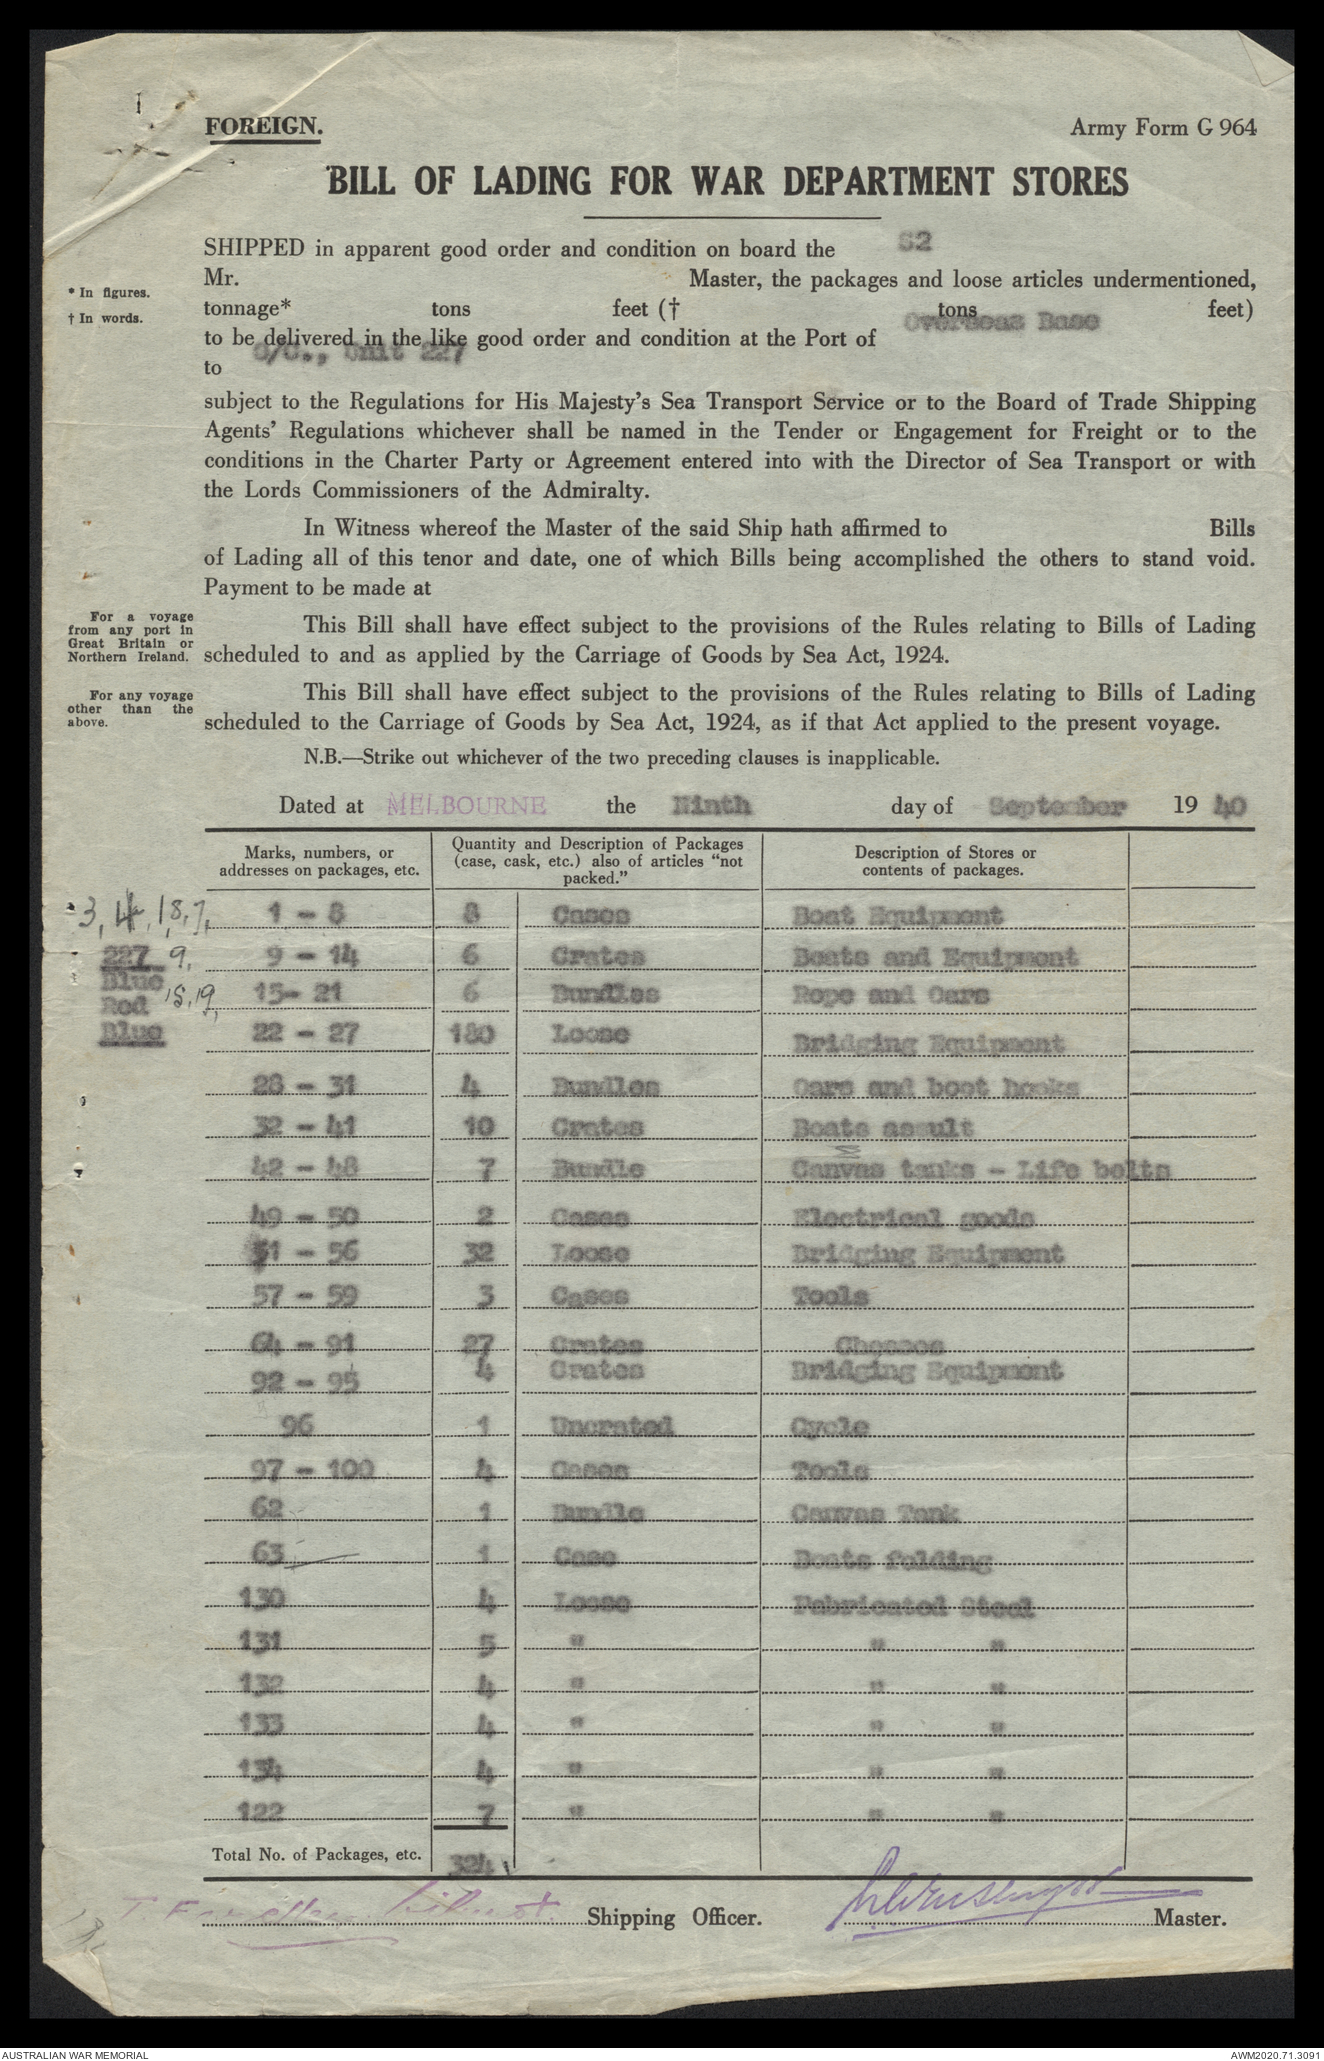 FOREIGN. Army Form G 964
BILL OF LADING FOR WAR DEPARTMENT STORES
SHIPPED in apparent good order and condition on board the S2
Mr. Master, the packages and loose articles undermentioned,
* In figures.
tonnage* tons feet († tons feet)
† In words.
Overseas Base
to be delivered in the like good order and condition at the Port of
to O/C., Unit 227
subject to the Regulations for His Majesty's Sea Transport Service or to the Board of Trade Shipping
Agents' Regulations whichever shall be named in the Tender or Engagement for Freight or to the
conditions in the Charter Party or Agreement entered into with the Director of Sea Transport or with
the Lords Commissioners of the Admiralty.
In Witness whereof the Master of the said Ship hath affirmed to Bills
of Lading all of this tenor and date, one of which Bills being accomplished the others to stand void.
Payment to be made at
For a voyage
from any port in
Great Britain or
Northern Ireland.
This Bill shall have effect subject to the provisions of the Rules relating to Bills of Lading
scheduled to and as applied by the Carriage of Goods by Sea Act, 1924.
For any voyage
other than the
above.
This Bill shall have effect subject to the provisions of the Rules relating to Bills of Lading
scheduled to the Carriage of Goods by Sea Act, 1924, as if that Act applied to the present voyage.
N.B.—Strike out whichever of the two preceding clauses is inapplicable.
Dated at MELBOURNE the Ninth day of September 19 40
Marks, numbers, or
addresses on packages, etc.
Quantity and Description of Packages
(case, cask, etc.) also of articles "not
packed."
Description of Stores or
contents of packages.
3, 4, 1, 8, 7, 1 - 8 8 Cases Boat Equipment
227 9, 9 - 14 6 Crates Boats and Equipment
Blue
Red 18, 19, 15- 21 6 Bundles Rope and Oars
Blue 22 - 27 180 Loose Bridging Equipment
28 - 31 4 Bundles Oars and boot hooks
32 - 41 10 Crates Boats assult
42 - 48 7 Bundle Canvas tanks - Life belts
49 - 50 2 Cases Electrical goods
51 - 56 32 Loose Bridging Equipment
57 - 59 3 Cases Tools
64 - 91 27 Crates Chesses
92 - 95 4 Crates Bridging Equipment
96 1 Uncrated Cycle
97 - 100 4 Cases Tools
62 1 Bundle Canvas Tank
63 1 Case Boats folding
130 4 Loose Fabricated Steel
131 5 " " "
132 4 " " "
133 4 " " "
134 4 " " "
122 7 " " "
Total No. of Packages, etc. 324
Shipping Officer. Master.
AUSTRALIAN WAR MEMORIAL AWM2020.71.3091